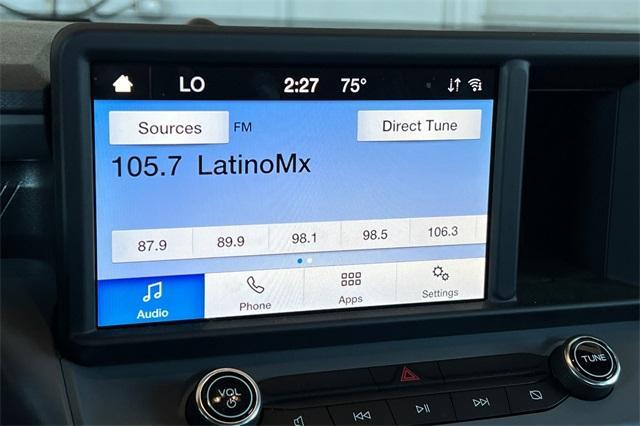 LO 2:27 75°
Sources FM Direct Tune
105.7 LatinoMx
87.9 89.9 98.1 98.5 106.3
Audio Phone Apps Settings
VOL TUNE